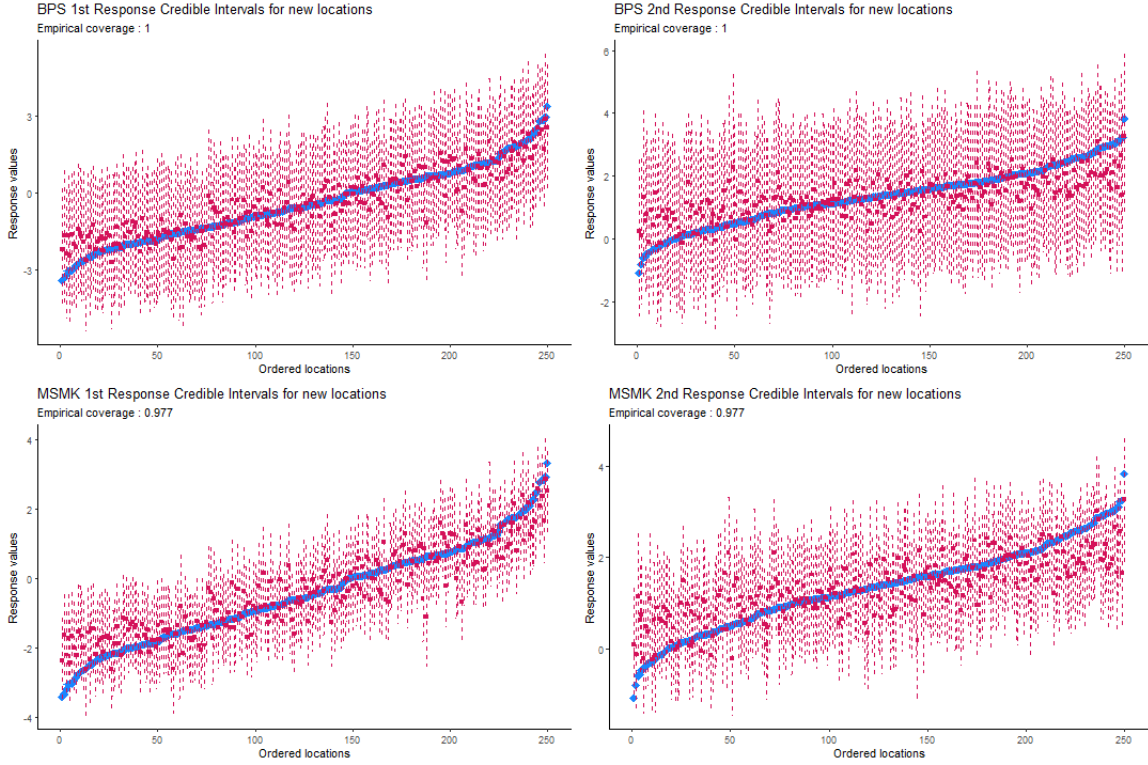 BPS 1st Response Credible Intervals for new locations
Empirical coverage : 1
Response values
3
0
-3
0
50
100
150
200
250
Ordered locations
BPS 2nd Response Credible Intervals for new locations
Empirical coverage : 1
Response values
6
4
2
0
-2
0
50
100
150
200
250
Ordered locations
MSMK 1st Response Credible Intervals for new locations
Empirical coverage : 0.977
Response values
4
2
0
-2
-4
0
50
100
150
200
250
Ordered locations
MSMK 2nd Response Credible Intervals for new locations
Empirical coverage : 0.977
Response values
4
2
0
0
50
100
150
200
250
Ordered locations